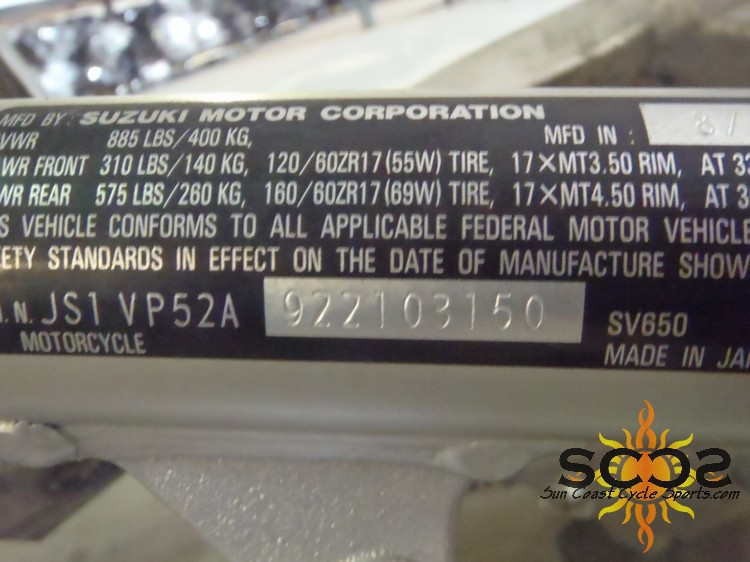 MFD BY: SUZUKI MOTOR CORPORATION
VWR 885 LBS/400 KG, MFD IN: 8/
WR FRONT 310 LBS/140 KG, 120/60ZR17(55W) TIRE, 17×MT3.50 RIM, AT 33
WR REAR 575 LBS/260 KG, 160/60ZR17(69W) TIRE, 17×MT4.50 RIM, AT 3
S VEHICLE CONFORMS TO ALL APPLICABLE FEDERAL MOTOR VEHICLE
ETY STANDARDS IN EFFECT ON THE DATE OF MANUFACTURE SHOW
.N. JS1VP52A 922103150 SV650
MOTORCYCLE MADE IN JA
SCCS
Sun Coast Cycle Sports.com